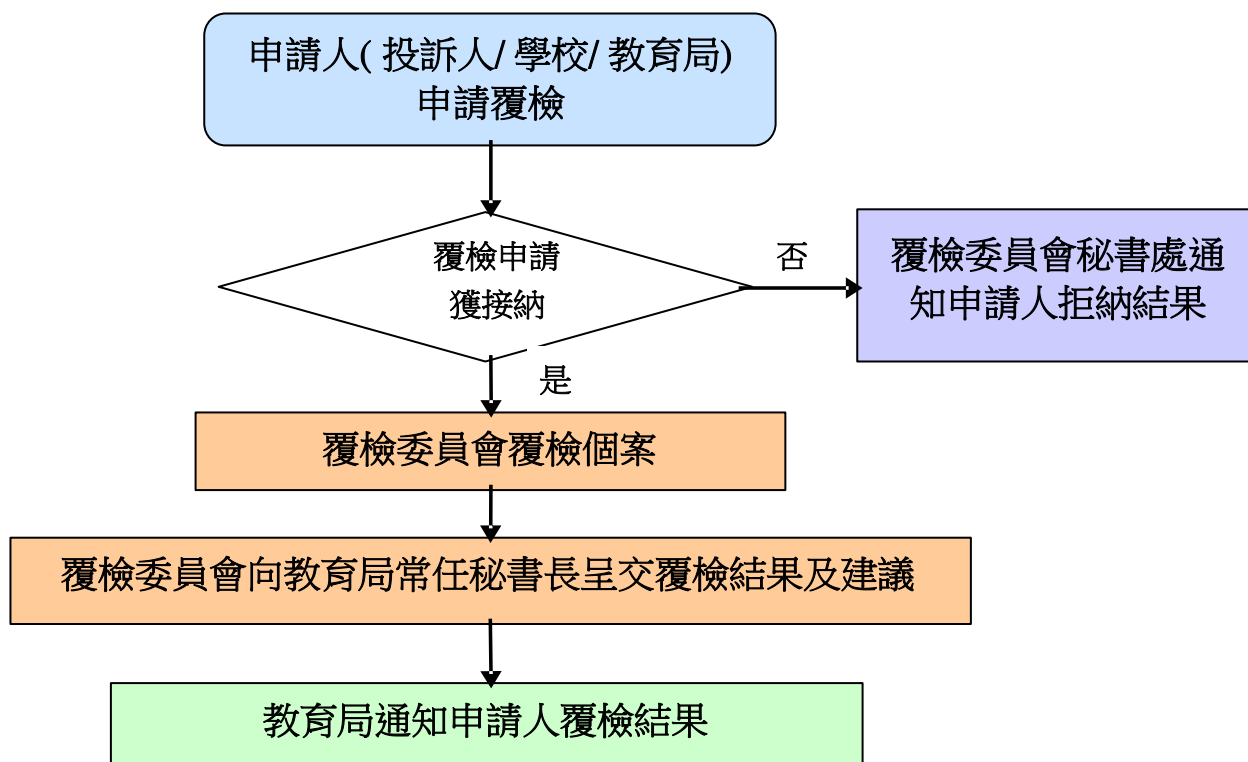 申請人( 投訴人/ 學校/ 教育局)
申請覆檢
覆檢申請
獲接納
否
覆檢委員會秘書處通
知申請人拒納結果
是
覆檢委員會覆檢個案
覆檢委員會向教育局常任秘書長呈交覆檢結果及建議
教育局通知申請人覆檢結果